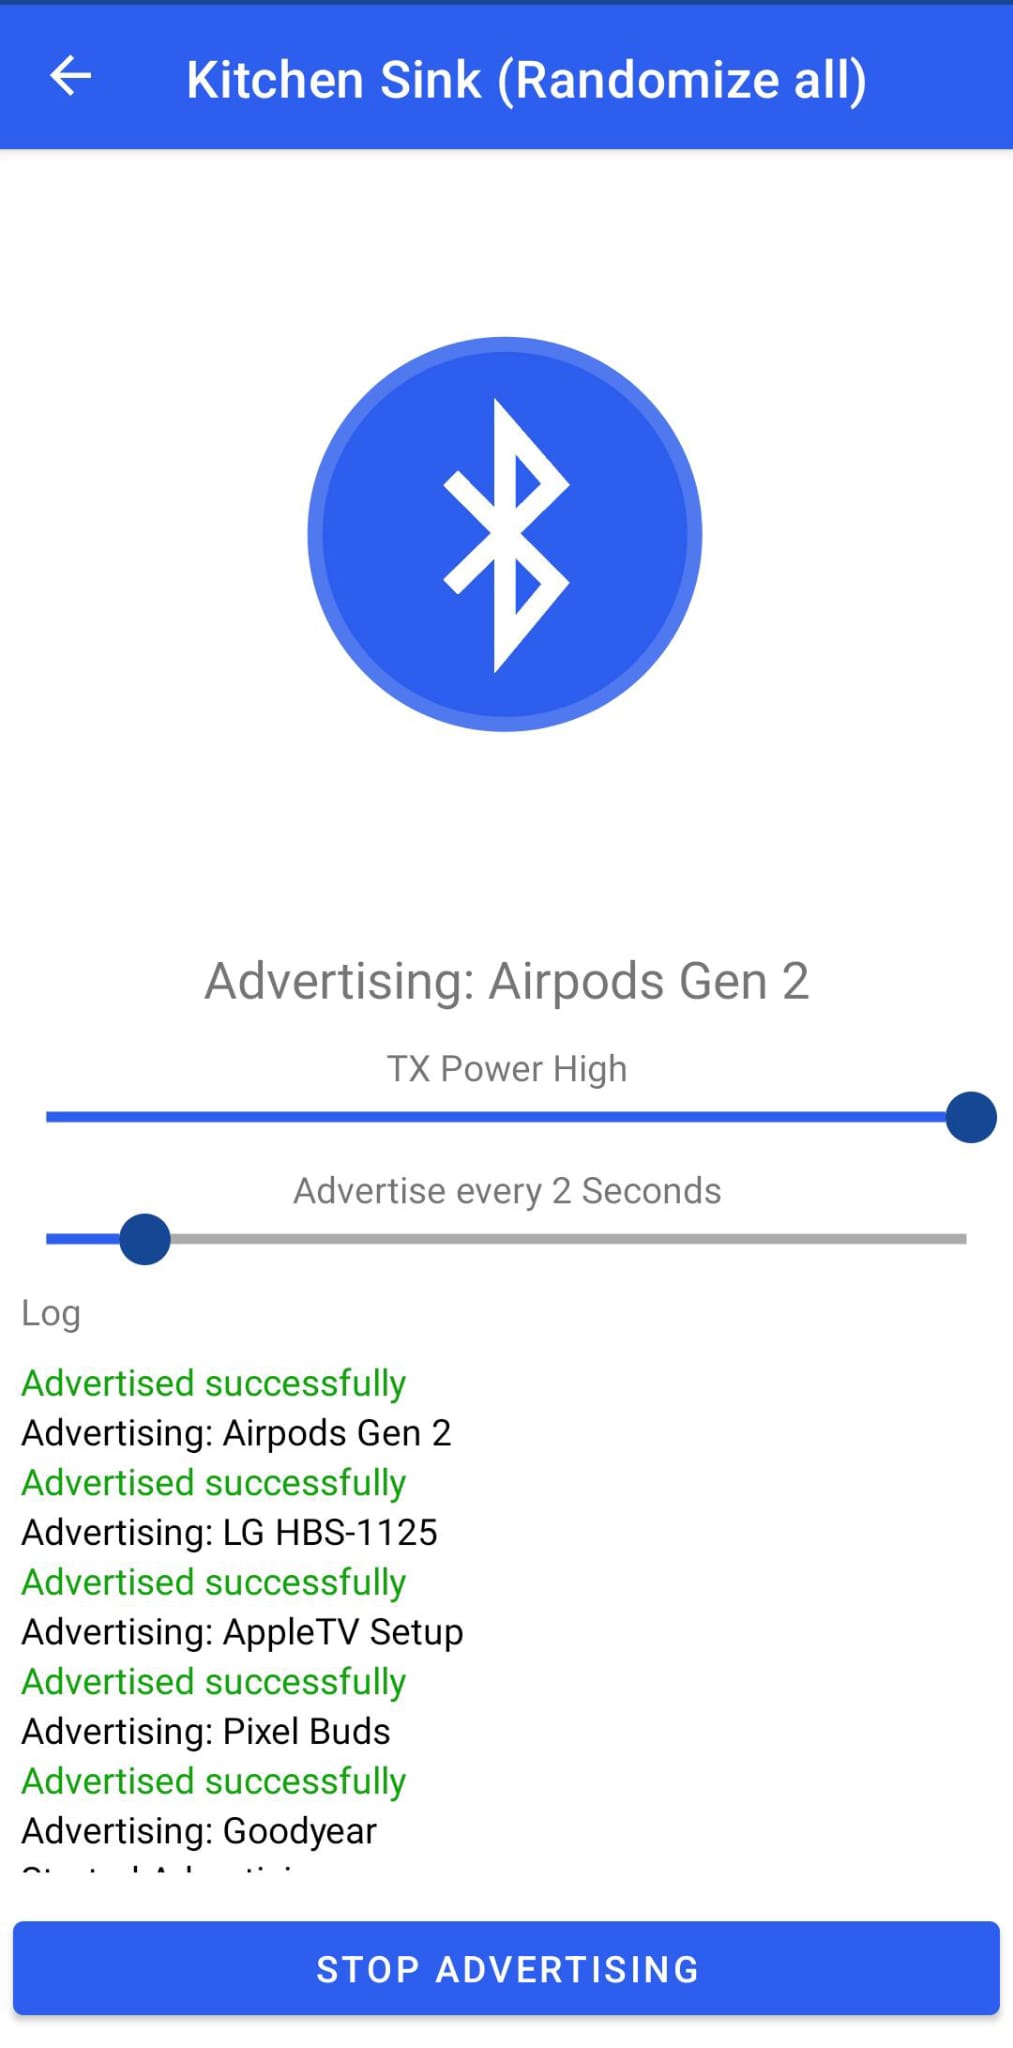 Kitchen Sink (Randomize all)
Advertising: Airpods Gen 2
TX Power High
Advertise every 2 Seconds
Log
Advertised successfully
Advertising: Airpods Gen 2
Advertised successfully
Advertising: LG HBS-1125
Advertised successfully
Advertising: AppleTV Setup
Advertised successfully
Advertising: Pixel Buds
Advertised successfully
Advertising: Goodyear
STOP ADVERTISING